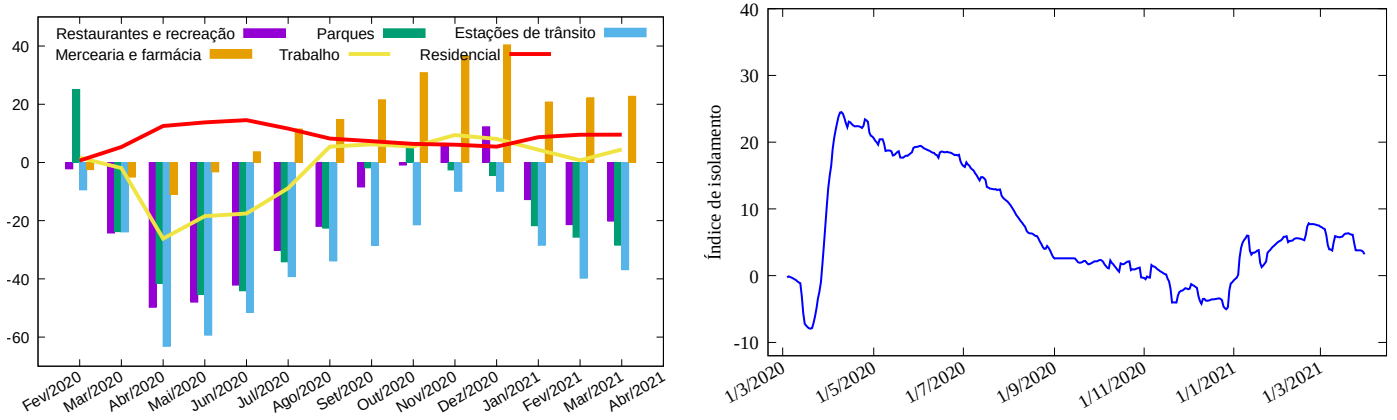 Restaurantes e recreação Parques Estações de trânsito
Mercearia e farmácia Trabalho Residencial
40
20
0
-20
-40
-60
Fev/2020 Mar/2020 Abr/2020 Mai/2020 Jun/2020 Jul/2020 Ago/2020 Set/2020 Out/2020 Nov/2020 Dez/2020 Jan/2021 Fev/2021 Mar/2021 Abr/2021
Índice de isolamento
40
30
20
10
0
-10
1/3/2020 1/5/2020 1/7/2020 1/9/2020 1/11/2020 1/1/2021 1/3/2021